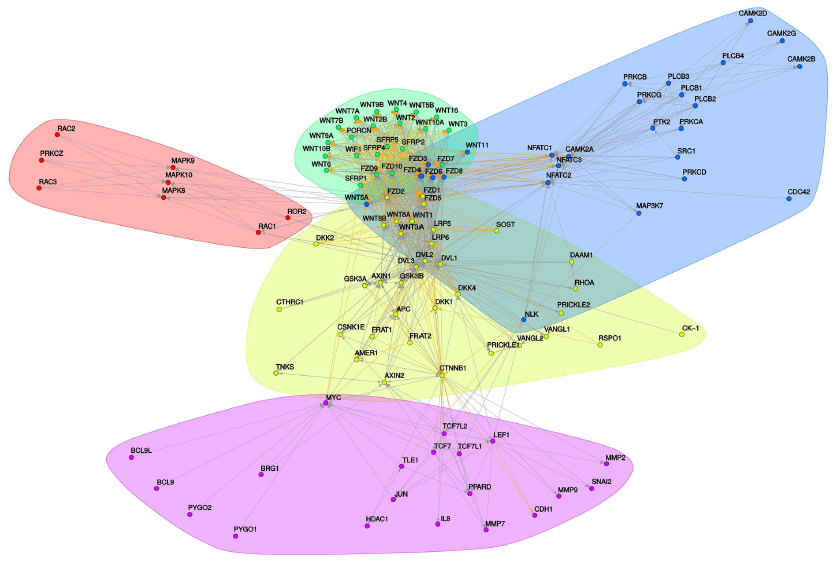 CAMK2D
CAMK2G
PLCB4
CAMK2B
PRKCB
PLCB3
PRKCG
PLCB1
PLCB2
WNT9B
WNT4
WNT7A
WNT5B
WNT16
WNT7B
WNT2B
WNT2
WNT10A
WNT3
PTK2
PRKCA
RAC2
PORCN
WNT9A
SFRP5
SFRP2
WNT10B
WIF1
SFRP4
WNT11
NFATC1
CAMK2A
SRC1
PRKCZ
WNT6
FZD3
FZD7
MAPK9
FZD9
FZD10
FZD4
FZD6
FZD8
NFATC3
NFATC2
PRKCD
RAC3
MAPK10
SFRP1
MAPK8
FZD2
FZD1
FZD5
WNT5A
CDC42
ROR2
WNT8B
WNT8A
WNT1
MAP3K7
RAC1
WNT3A
LRP5
SOST
DKK2
LRP6
DVL3
DVL2
DVL1
DAAM1
GSK3A
AXIN1
GSK3B
RHOA
DKK4
CTHRC1
DKK1
PRICKLE2
APC
NLK
CSNK1E
FRAT1
FRAT2
VANGL1
CK-1
VANGL2
PRICKLE1
RSPO1
AMER1
TNKS
AXIN2
CTNNB1
MYC
TCF7L2
LEF1
BCL9L
TCF7
TCF7L1
TLE1
MMP2
BRG1
BCL9
PPARD
MMP9
SNAI2
JUN
PYGO2
CDH1
HDAC1
IL8
MMP7
PYGO1